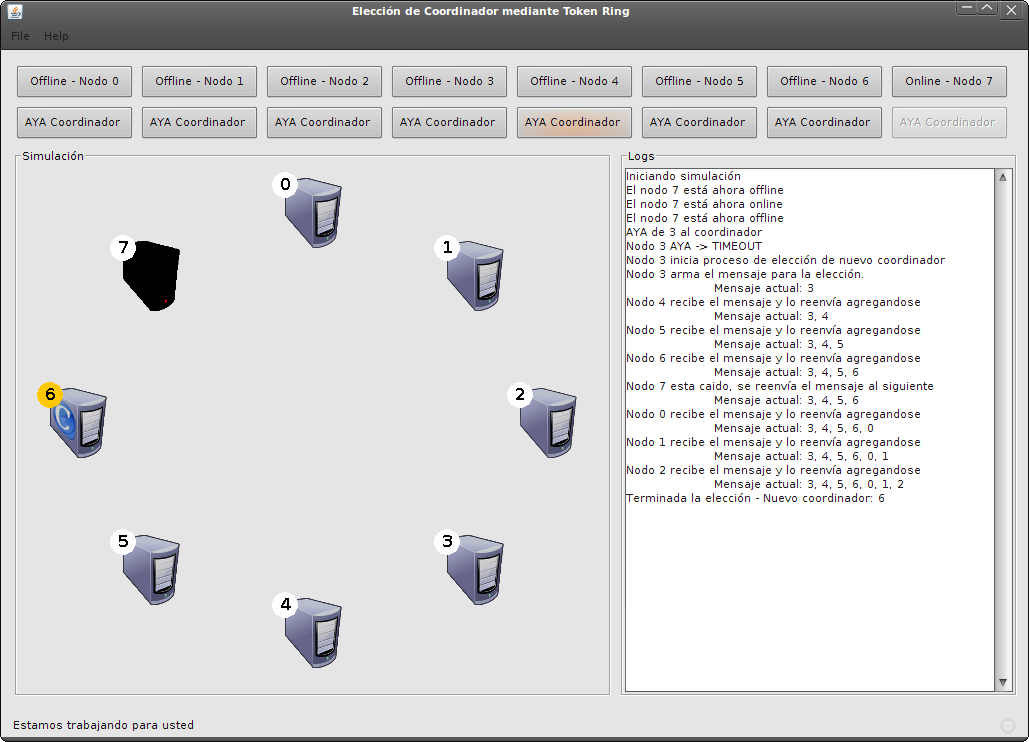 Elección de Coordinador mediante Token Ring
File Help
Offline - Nodo 0 Offline - Nodo 1 Offline - Nodo 2 Offline - Nodo 3 Offline - Nodo 4 Offline - Nodo 5 Offline - Nodo 6 Online - Nodo 7
AYA Coordinador AYA Coordinador AYA Coordinador AYA Coordinador AYA Coordinador AYA Coordinador AYA Coordinador AYA Coordinador
Simulación
0
7
1
6
2
5
3
4
Logs
Iniciando simulación
El nodo 7 está ahora offline
El nodo 7 está ahora online
El nodo 7 está ahora offline
AYA de 3 al coordinador
Nodo 3 AYA -> TIMEOUT
Nodo 3 inicia proceso de elección de nuevo coordinador
Nodo 3 arma el mensaje para la elección.
Mensaje actual: 3
Nodo 4 recibe el mensaje y lo reenvía agregandose
Mensaje actual: 3, 4
Nodo 5 recibe el mensaje y lo reenvía agregandose
Mensaje actual: 3, 4, 5
Nodo 6 recibe el mensaje y lo reenvía agregandose
Mensaje actual: 3, 4, 5, 6
Nodo 7 esta caido, se reenvía el mensaje al siguiente
Mensaje actual: 3, 4, 5, 6
Nodo 0 recibe el mensaje y lo reenvía agregandose
Mensaje actual: 3, 4, 5, 6, 0
Nodo 1 recibe el mensaje y lo reenvía agregandose
Mensaje actual: 3, 4, 5, 6, 0, 1
Nodo 2 recibe el mensaje y lo reenvía agregandose
Mensaje actual: 3, 4, 5, 6, 0, 1, 2
Terminada la elección - Nuevo coordinador: 6
Estamos trabajando para usted